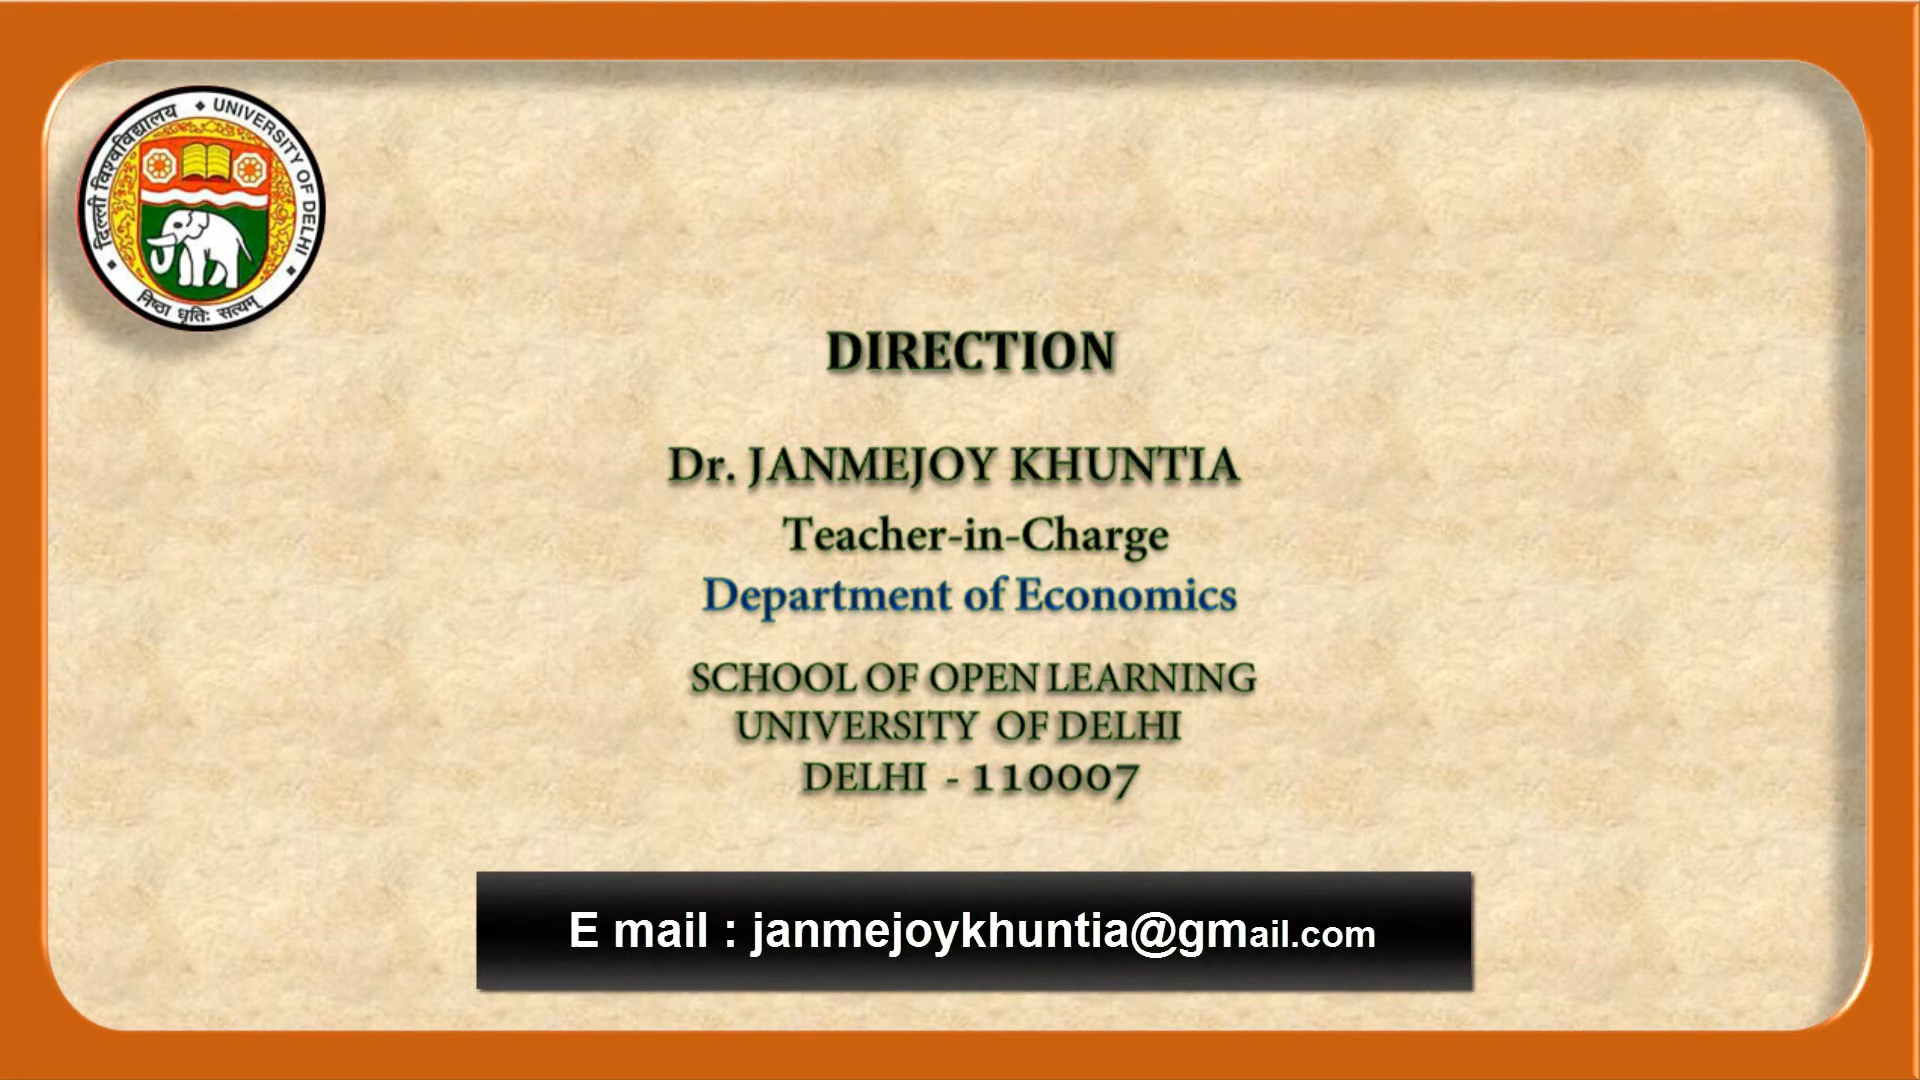 दिल्ली विश्वविद्यालय
UNIVERSITY OF DELHI
निष्ठा धृतिः सत्यम्
DIRECTION
Dr. JANMEJOY KHUNTIA
Teacher-in-Charge
Department of Economics
SCHOOL OF OPEN LEARNING
UNIVERSITY OF DELHI
DELHI - 110007
E mail : janmejoykhuntia@gmail.com